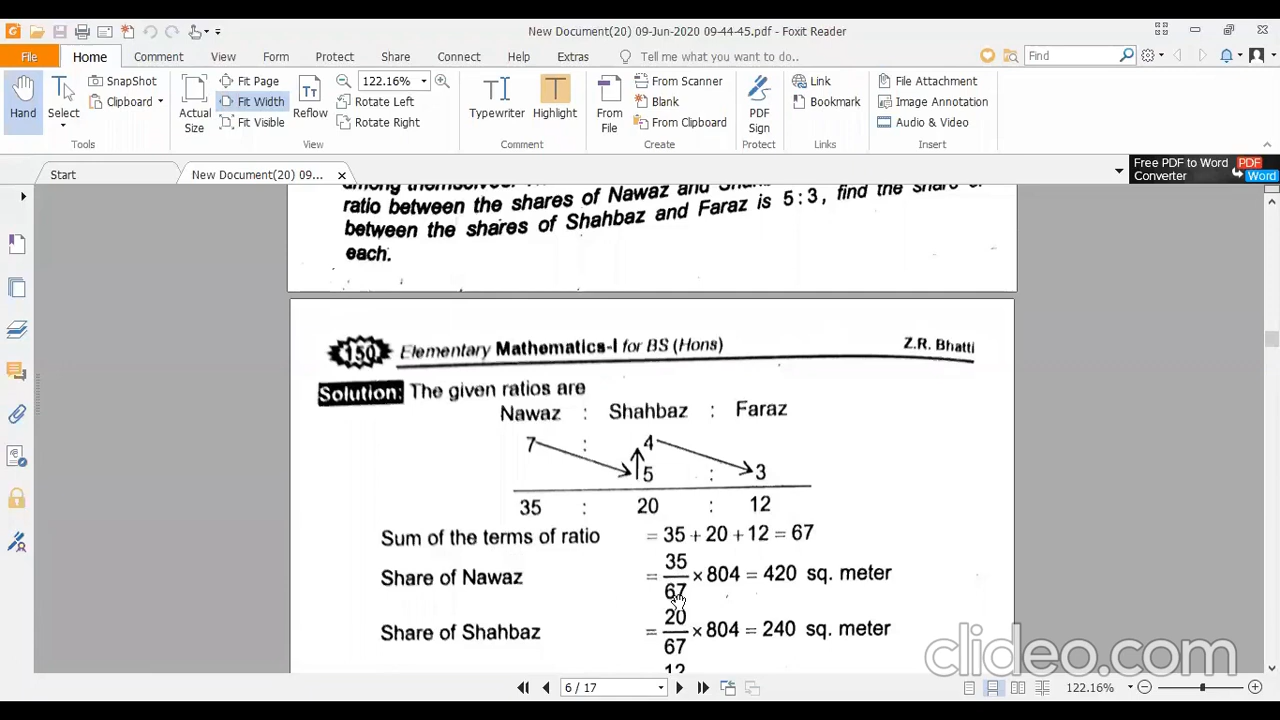 New Document(20) 09-Jun-2020 09-44-45.pdf - Foxit Reader
File Home Comment View Form Protect Share Connect Help Extras Tell me what you want to do.. Find
Hand Select SnapShot Clipboard
Actual Size Fit Page Fit Width Fit Visible Reflow 122.16% Rotate Left Rotate Right
Typewriter Highlight
From File From Scanner Blank From Clipboard
PDF Sign
Link Bookmark
File Attachment Image Annotation Audio & Video
Tools View Comment Create Protect Links Insert
Start New Document(20) 09-... Free PDF to Word Converter PDF Word
among themselves.
ratio between the shares of Nawaz and
between the shares of Shahbaz and Faraz is 5 : 3, find the share of
each.
150 Elementary Mathematics-I for BS (Hons) Z.R. Bhatti
Solution: The given ratios are
Nawaz : Shahbaz : Faraz
7 : 4
5 : 3
35 : 20 : 12
Sum of the terms of ratio = 35 + 20 + 12 = 67
Share of Nawaz = 35/67 × 804 = 420 sq. meter
Share of Shahbaz = 20/67 × 804 = 240 sq. meter
12
clideo.com
6 / 17 122.16%